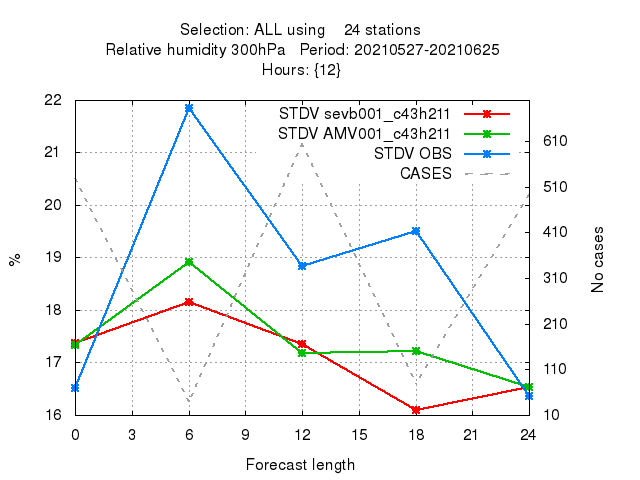 Selection: ALL using    24 stations
Relative humidity 300hPa   Period: 20210527-20210625
Hours: {12}
STDV sevb001_c43h211
STDV AMV001_c43h211
STDV OBS
CASES
22
21
20
19
18
17
16
%
610
510
410
310
210
110
10
No cases
0 3 6 9 12 15 18 21 24
Forecast length